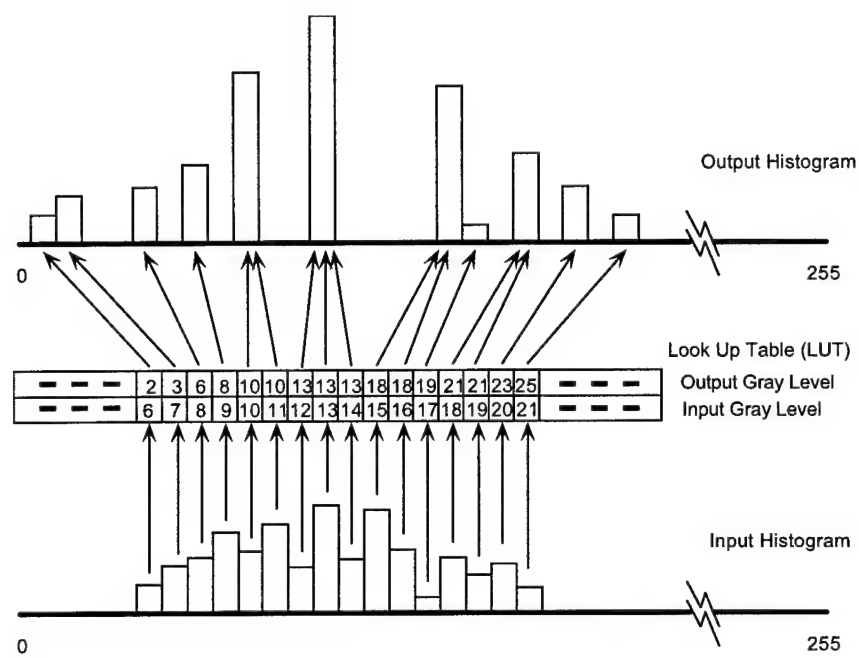 Output Histogram
0 255
Look Up Table (LUT)
2 3 6 8 10 10 13 13 13 18 18 19 21 21 23 25 Output Gray Level
6 7 8 9 10 11 12 13 14 15 16 17 18 19 20 21 Input Gray Level
Input Histogram
0 255